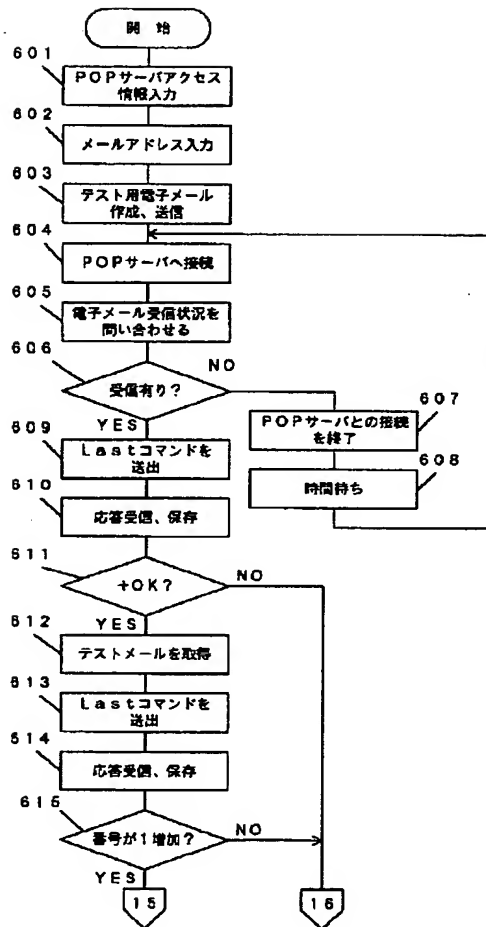 開 始
601
POPサーバアクセス
情報入力
602
メールアドレス入力
603
テスト用電子メール
作成、送信
604
POPサーバへ接続
605
電子メール受信状況を
問い合わせる
606
受信有り?
NO
YES
607
POPサーバとの接続
を終了
608
時間待ち
609
Lastコマンドを
送出
610
応答受信、保存
611
+OK?
NO
YES
612
テストメールを取得
613
Lastコマンドを
送出
614
応答受信、保存
615
番号が1増加?
NO
YES
15
16